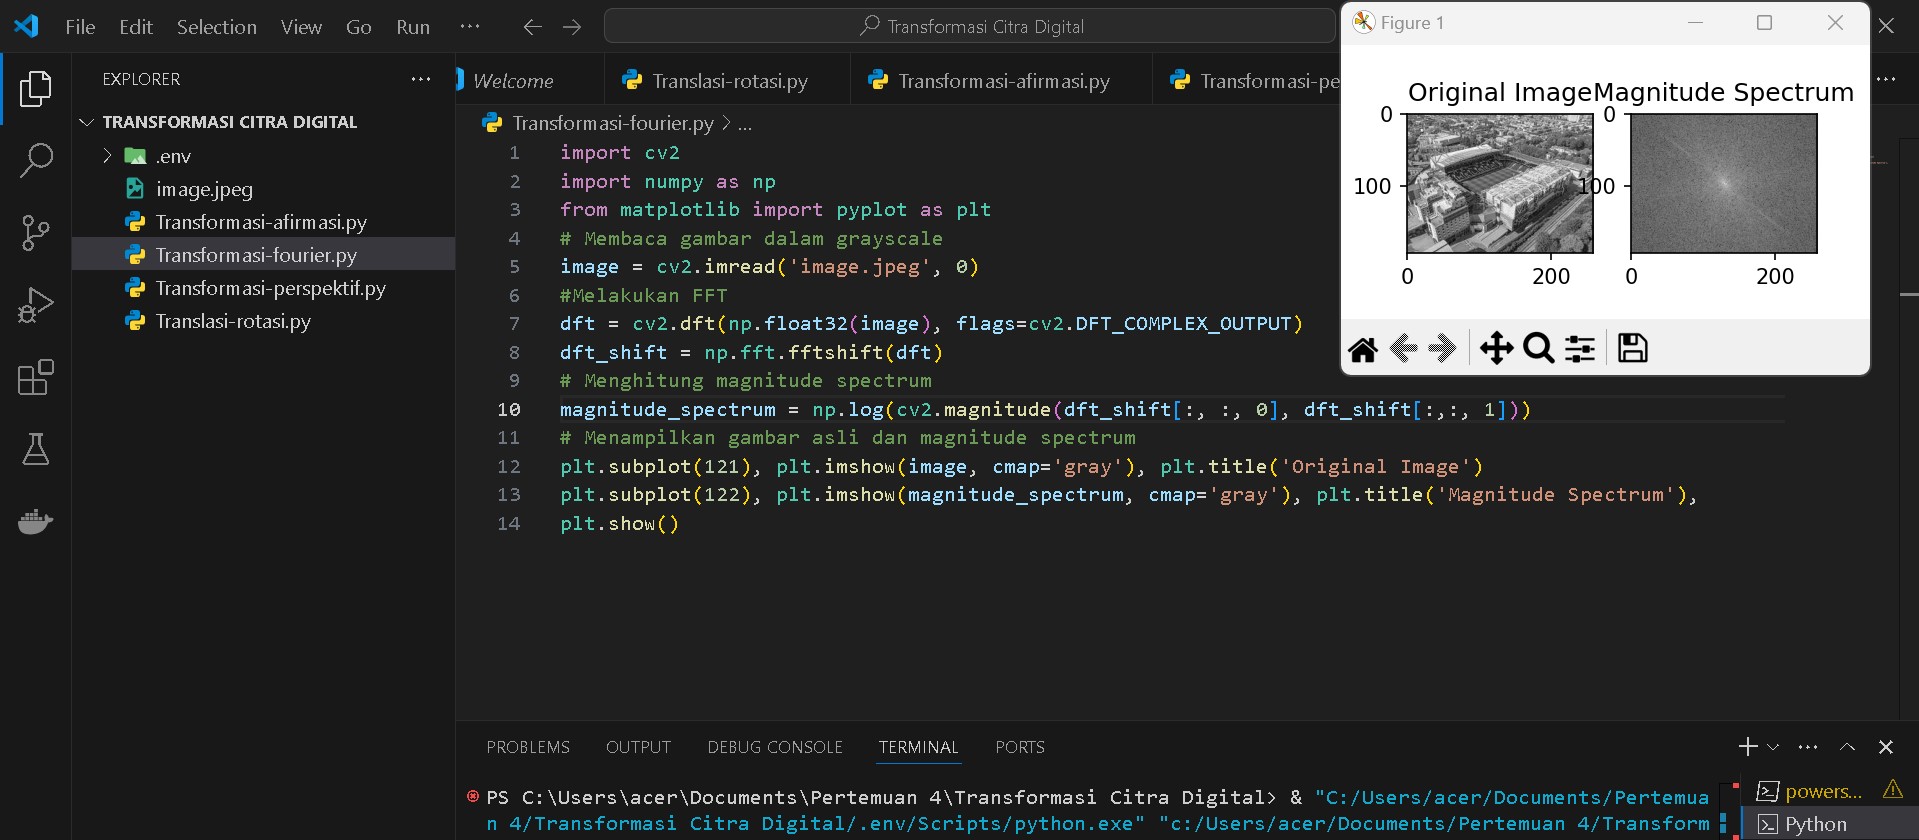 File Edit Selection View Go Run ...
Transformasi Citra Digital
Figure 1
EXPLORER ...
Welcome
Translasi-rotasi.py
Transformasi-afirmasi.py
Transformasi-pe
...
TRANSFORMASI CITRA DIGITAL
.env
image.jpeg
Transformasi-afirmasi.py
Transformasi-fourier.py
Transformasi-perspektif.py
Translasi-rotasi.py
Transformasi-fourier.py > ...
1 import cv2
2 import numpy as np
3 from matplotlib import pyplot as plt
4 # Membaca gambar dalam grayscale
5 image = cv2.imread('image.jpeg', 0)
6 #Melakukan FFT
7 dft = cv2.dft(np.float32(image), flags=cv2.DFT_COMPLEX_OUTPUT)
8 dft_shift = np.fft.fftshift(dft)
9 # Menghitung magnitude spectrum
10 magnitude_spectrum = np.log(cv2.magnitude(dft_shift[:, :, 0], dft_shift[:,:, 1]))
11 # Menampilkan gambar asli dan magnitude spectrum
12 plt.subplot(121), plt.imshow(image, cmap='gray'), plt.title('Original Image')
13 plt.subplot(122), plt.imshow(magnitude_spectrum, cmap='gray'), plt.title('Magnitude Spectrum'),
14 plt.show()
Original Image
Magnitude Spectrum
0
100
0 200
0
100
0 200
PROBLEMS OUTPUT DEBUG CONSOLE TERMINAL PORTS
PS C:\Users\acer\Documents\Pertemuan 4\Transformasi Citra Digital> & "C:/Users/acer/Documents/Pertemua
n 4/Transformasi Citra Digital/.env/Scripts/python.exe" "c:/Users/acer/Documents/Pertemuan 4/Transform
powers...
Python